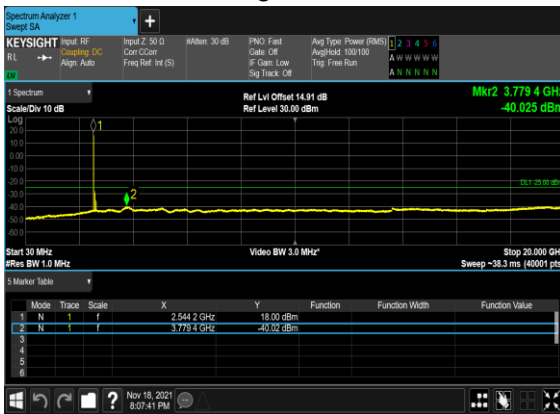 Spectrum Analyzer 1
Swept SA
KEYSIGHT Input: RF Input Z: 50 Ω #Atten: 30 dB PNO: Fast Avg Type: Power (RMS) 1 2 3 4 5 6
RL Coupling: DC Corr CCorr Gate: Off Avg|Hold: 100/100 A W W W W W
Align: Auto Freq Ref: Int (S) IF Gain: Low Trig: Free Run
LV Sig Track: Off A N N N N N
1 Spectrum Ref Lvl Offset 14.91 dB Mkr2 3.779 4 GHz
Scale/Div 10 dB Ref Level 30.00 dBm -40.025 dBm
Log
20.0
10.0
0.00
-10.0
-20.0
-30.0
-40.0
-50.0
-60.0
1
2
DL1 -25.00 dBm
Start 30 MHz Video BW 3.0 MHz* Stop 20.000 GHz
#Res BW 1.0 MHz Sweep ~38.3 ms (40001 pts)
5 Marker Table
Mode Trace Scale X Y Function Function Width Function Value
1 N 1 f 2.544 2 GHz 18.00 dBm
2 N 1 f 3.779 4 GHz -40.02 dBm
3
4
5
6
Nov 18, 2021
8:07:41 PM